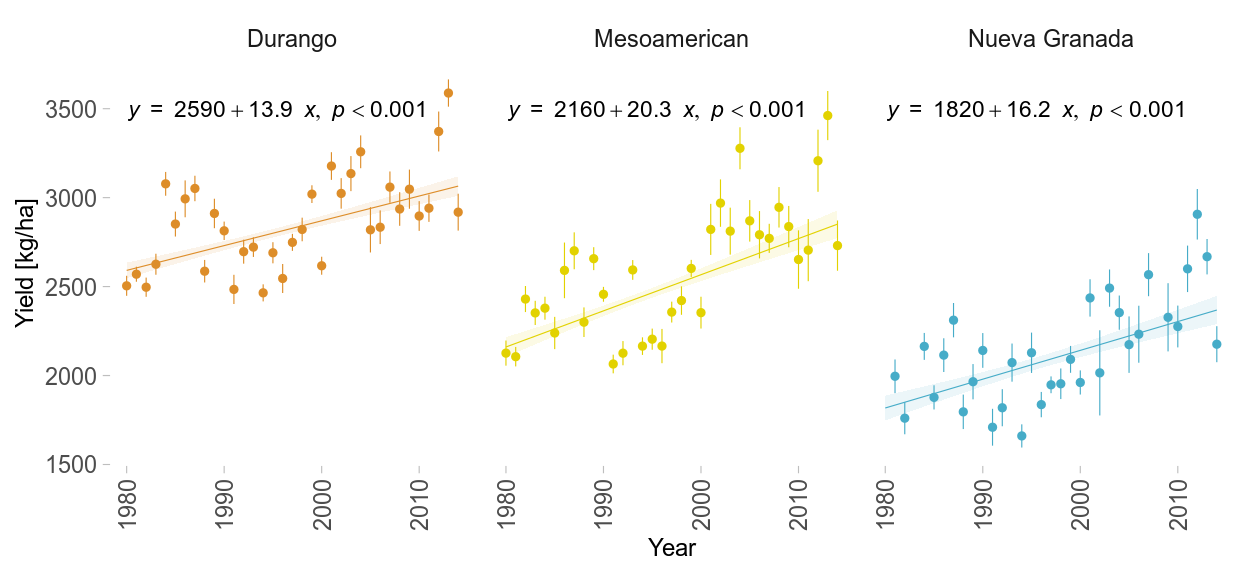 Durango Mesoamerican Nueva Granada
y = 2590 + 13.9 x, p < 0.001 y = 2160 + 20.3 x, p < 0.001 y = 1820 + 16.2 x, p < 0.001
Yield [kg/ha]
3500
3000
2500
2000
1500
1980 1990 2000 2010 1980 1990 2000 2010 1980 1990 2000 2010
Year